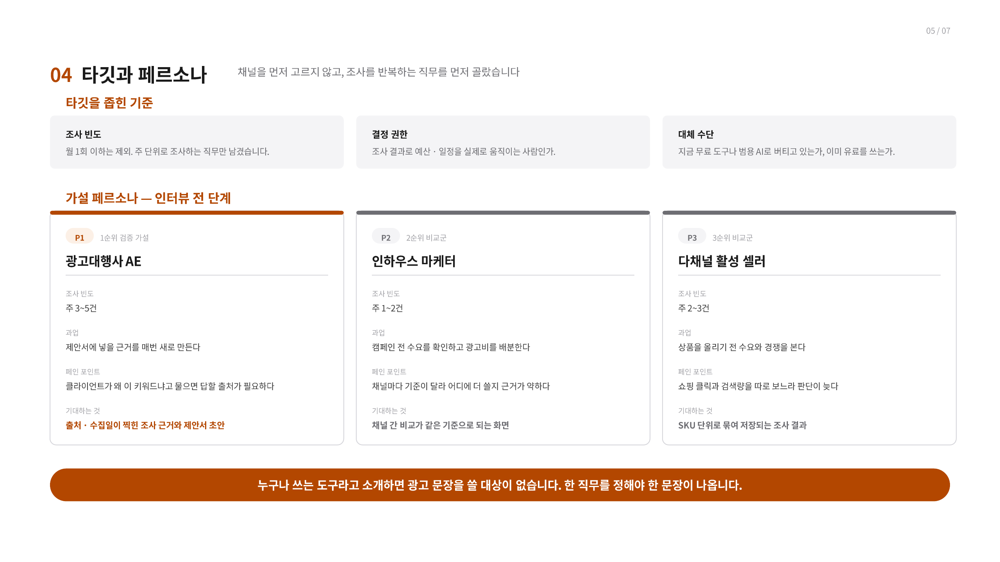 05 / 07
04 타깃과 페르소나
채널을 먼저 고르지 않고, 조사를 반복하는 직무를 먼저 골랐습니다
타깃을 좁힌 기준
조사 빈도
월 1회 이하는 제외. 주 단위로 조사하는 직무만 남겼습니다.
결정 권한
조사 결과로 예산 · 일정을 실제로 움직이는 사람인가.
대체 수단
지금 무료 도구나 범용 AI로 버티고 있는가, 이미 유료를 쓰는가.
가설 페르소나 — 인터뷰 전 단계
P1 1순위 검증 가설
광고대행사 AE
조사 빈도
주 3~5건
과업
제안서에 넣을 근거를 매번 새로 만든다
페인 포인트
클라이언트가 왜 이 키워드냐고 물으면 답할 출처가 필요하다
기대하는 것
출처 · 수집일이 찍힌 조사 근거와 제안서 초안
P2 2순위 비교군
인하우스 마케터
조사 빈도
주 1~2건
과업
캠페인 전 수요를 확인하고 광고비를 배분한다
페인 포인트
채널마다 기준이 달라 어디에 더 쓸지 근거가 약하다
기대하는 것
채널 간 비교가 같은 기준으로 되는 화면
P3 3순위 비교군
다채널 활성 셀러
조사 빈도
주 2~3건
과업
상품을 올리기 전 수요와 경쟁을 본다
페인 포인트
쇼핑 클릭과 검색량을 따로 보느라 판단이 늦다
기대하는 것
SKU 단위로 묶여 저장되는 조사 결과
누구나 쓰는 도구라고 소개하면 광고 문장을 쓸 대상이 없습니다. 한 직무를 정해야 한 문장이 나옵니다.